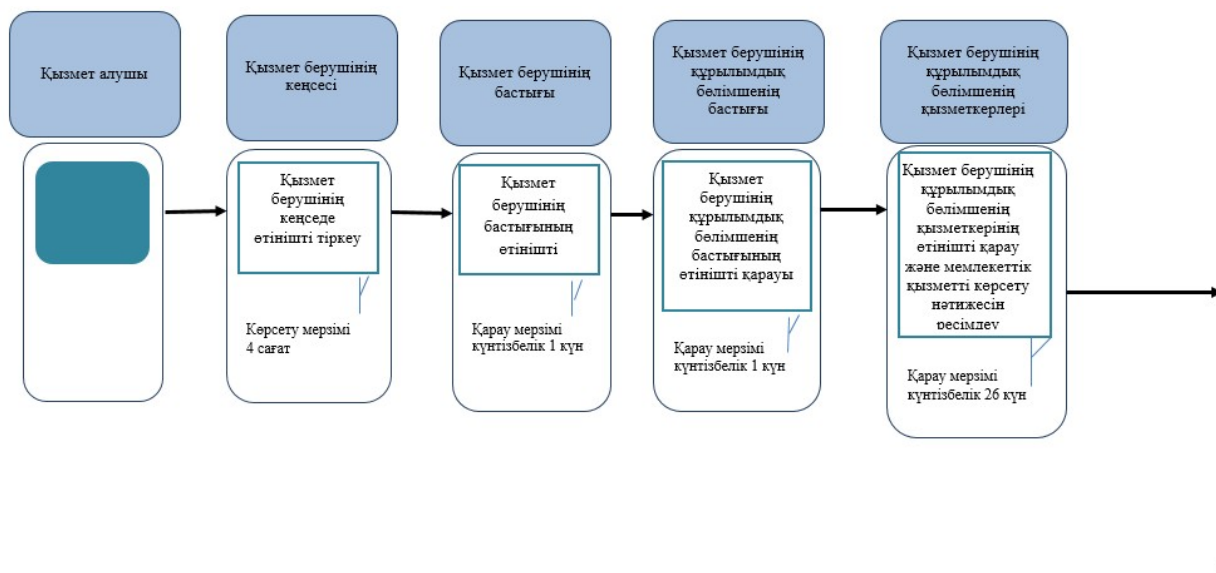 Қызмет алушы
Қызмет берушінің
кеңсесі
Қызмет берушінің
бастығы
Қызмет берушінің
құрылымдық
бөлімшенің
бастығы
Қызмет берушінің
құрылымдық
бөлімшенің
қызметкерлері
Қызмет
берушінің
кеңседе
өтінішті тіркеу
Көрсету мерзімі
4 сағат
Қызмет
берушінің
бастығының
өтінішті
Қарау мерзімі
күнтізбелік 1 күн
Қызмет
берушінің
құрылымдық
бөлімшенің
бастығының
өтінішті қарауы
Қарау мерзімі
күнтізбелік 1 күн
Қызмет берушінің
құрылымдық
бөлімшенің
қызметкерінің
өтінішті қарау
және мемлекеттік
қызметті көрсету
нәтижесін
ресімдеу
Қарау мерзімі
күнтізбелік 26 күн